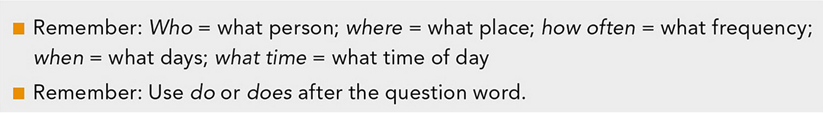 Remember: Who = what person; where = what place; how often = what frequency;
when = what days; what time = what time of day
Remember: Use do or does after the question word.